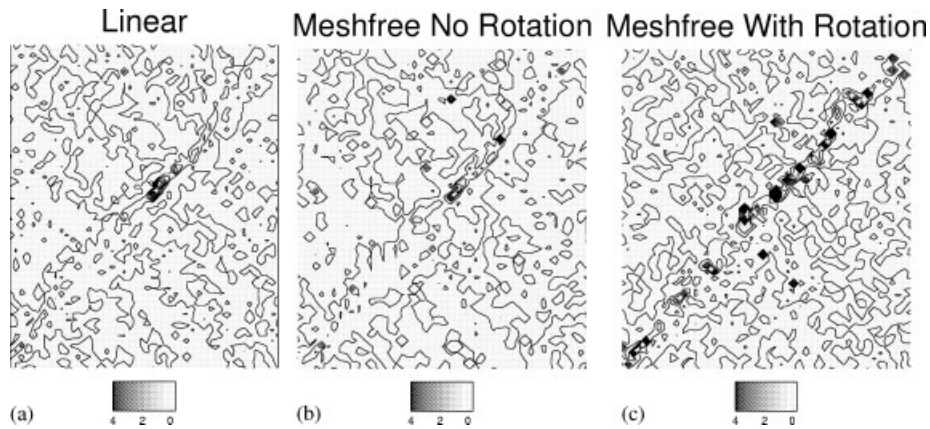 Linear
Meshfree No Rotation
Meshfree With Rotation
(a)
4 2 0
(b)
4 2 0
(c)
4 2 0